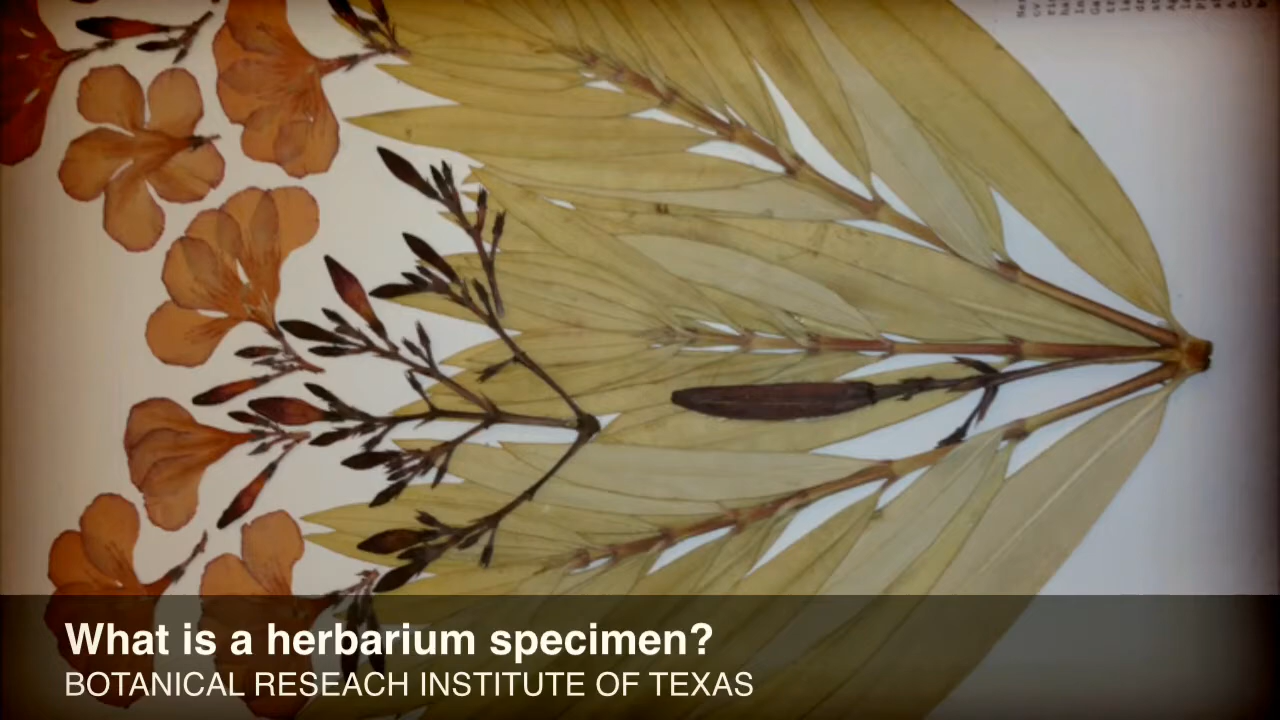 What is a herbarium specimen?
BOTANICAL RESEACH INSTITUTE OF TEXAS